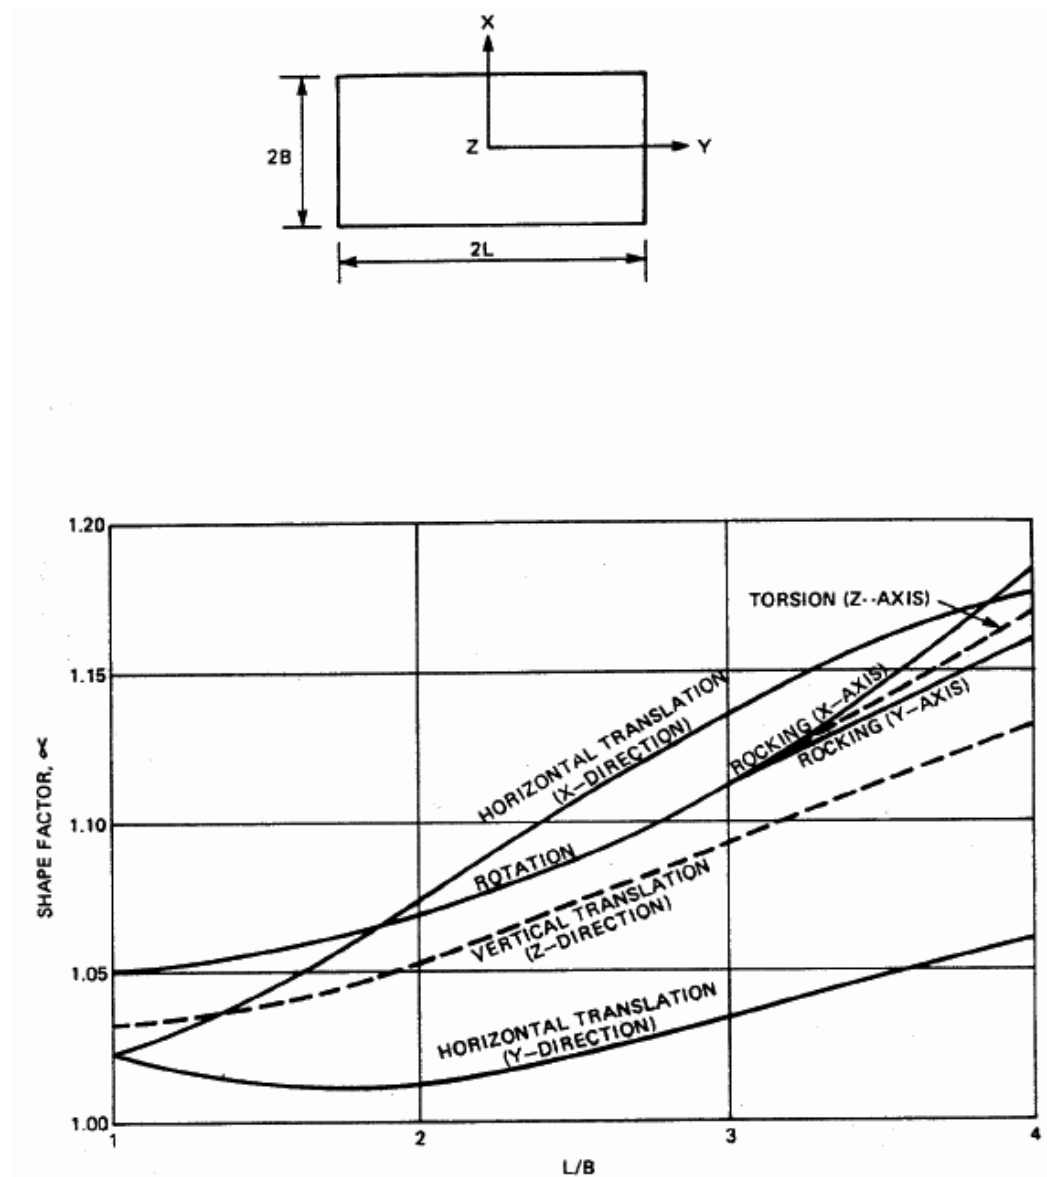 X
Z
Y
2B
2L
1.20
TORSION (Z--AXIS)
1.15
HORIZONTAL TRANSLATION
(X-DIRECTION)
ROCKING (X-AXIS)
ROCKING (Y-AXIS)
SHAPE FACTOR, ∝
1.10
ROTATION
VERTICAL TRANSLATION
(Z-DIRECTION)
1.05
HORIZONTAL TRANSLATION
(Y-DIRECTION)
1.00
1
2
3
4
L/B